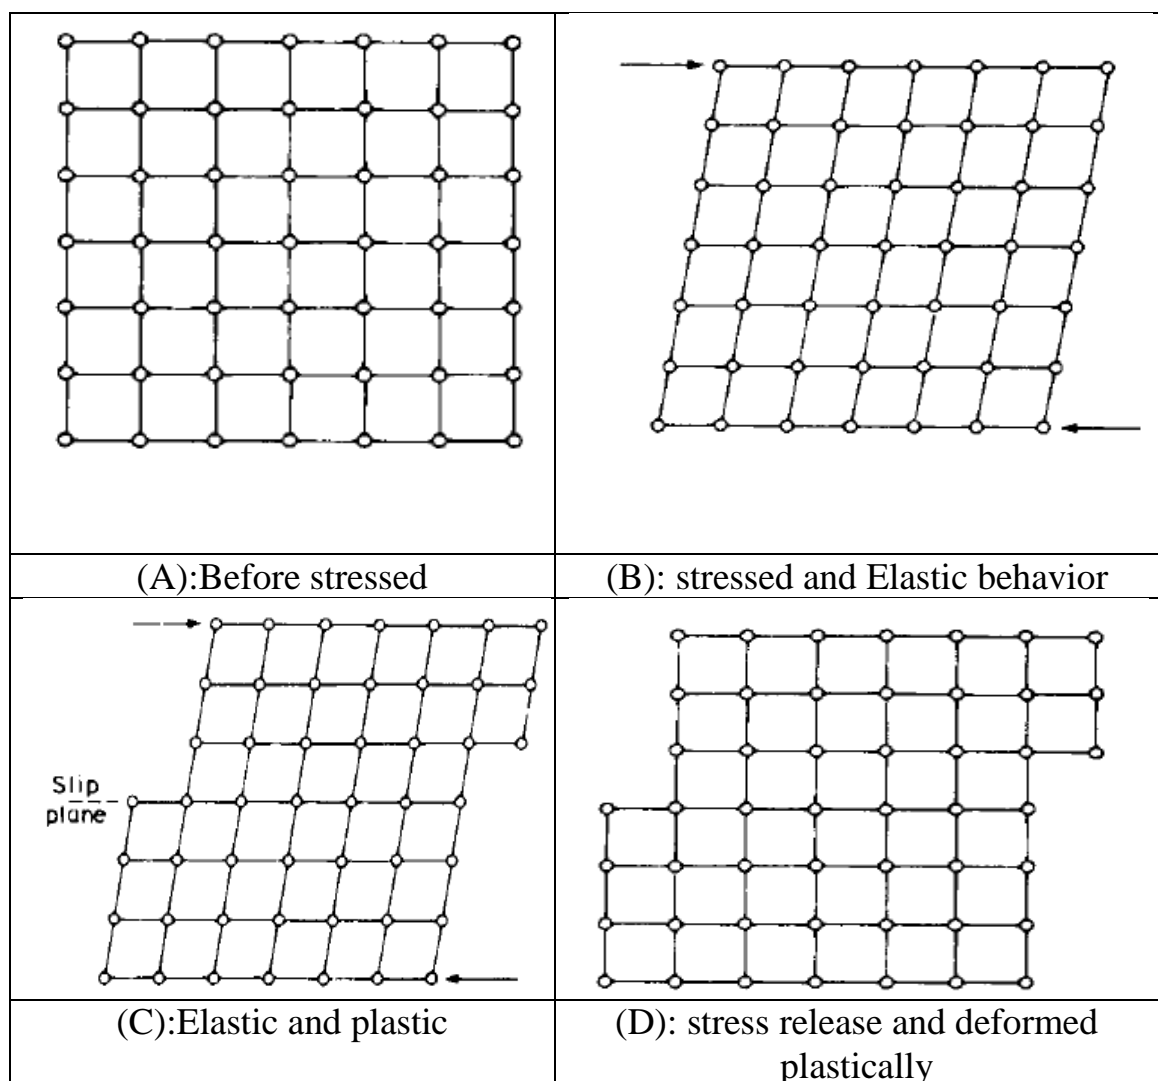 (A):Before stressed
(B): stressed and Elastic behavior
Slip
plane
(C):Elastic and plastic
(D): stress release and deformed
plastically